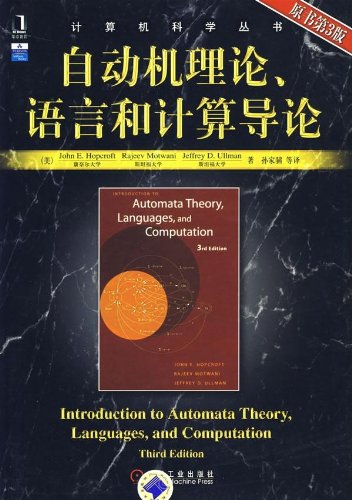 计算机科学丛书
原书第3版
华章教育
自动机理论、
语言和计算导论
（美） John E. Hopcroft Rajeev Motwani Jeffrey D. Ullman 著 孙家骕 等译
康奈尔大学 斯坦福大学 斯坦福大学
INTRODUCTION TO
Automata Theory,
Languages, and
Computation
3rd Edition
JOHN E. HOPCROFT
RAJEEV MOTWANI
JEFFREY D. ULLMAN
Introduction to Automata Theory,
Languages, and Computation
Third Edition
工业出版社
Machine Press